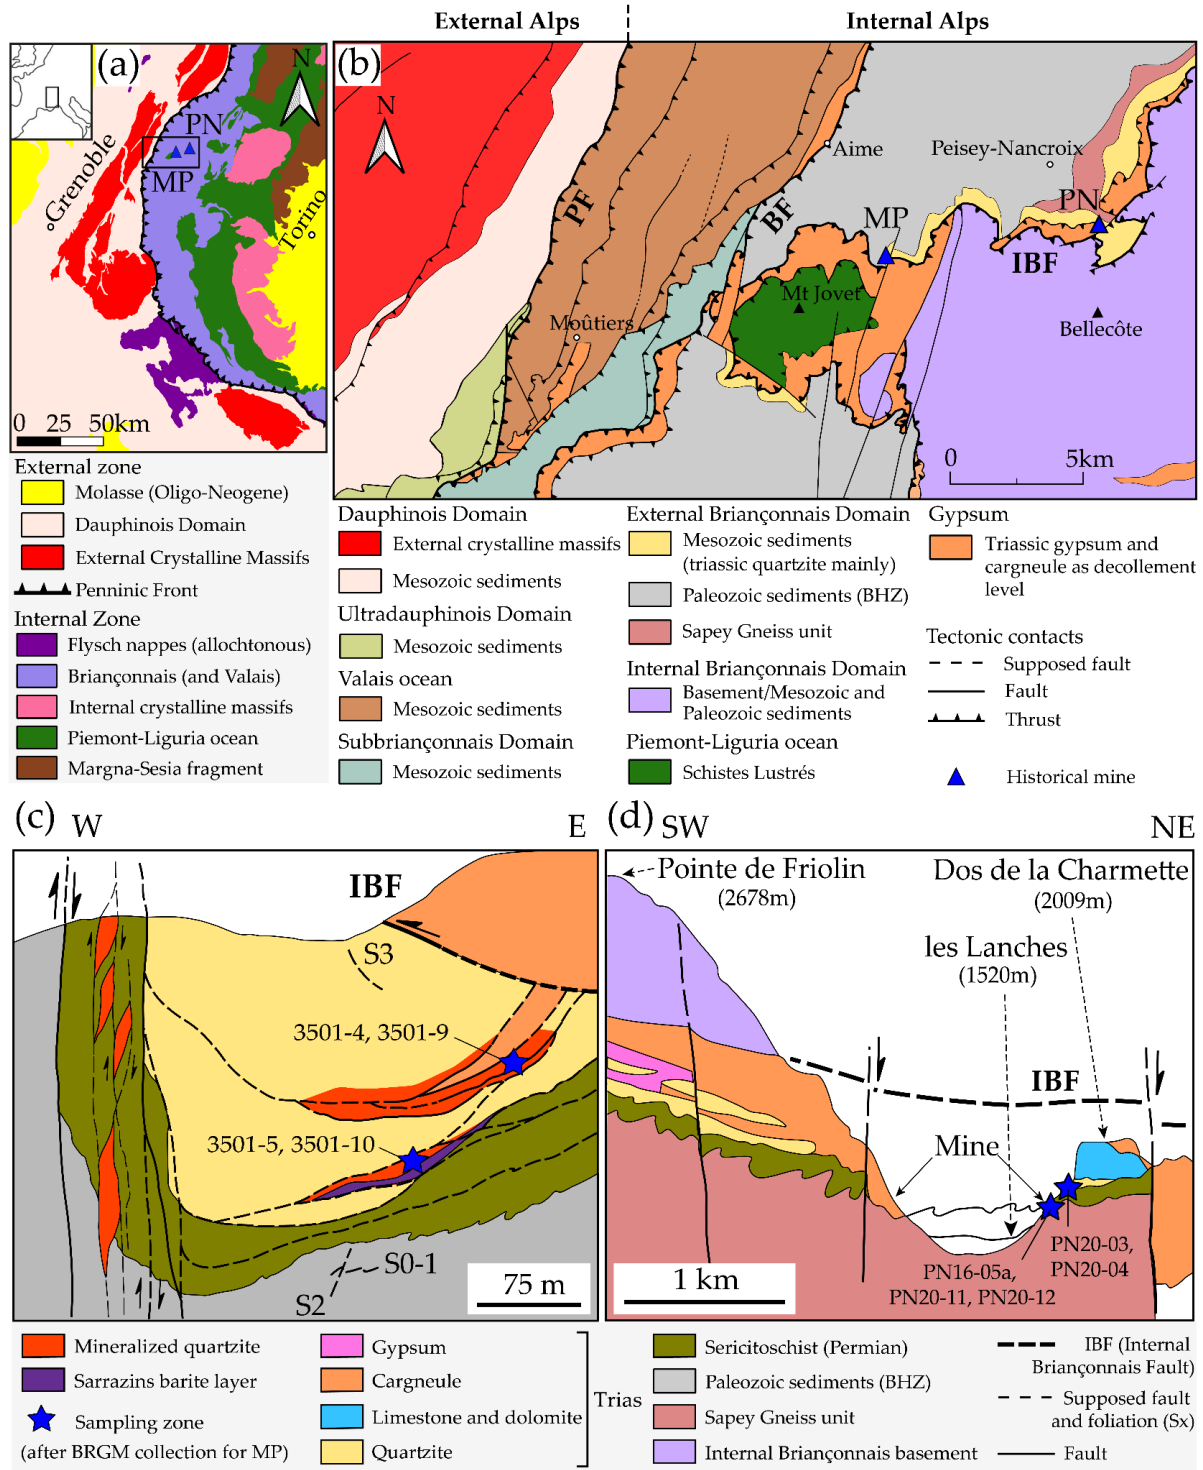 External Alps
Internal Alps
(a)
N
PN
MP
Grenoble
Torino
0 25 50km
External zone
Molasse (Oligo-Neogene)
Dauphinois Domain
External Crystalline Massifs
Penninic Front
Internal Zone
Flysch nappes (allochtonous)
Briançonnais (and Valais)
Internal crystalline massifs
Piemont-Liguria ocean
Margna-Sesia fragment
(b)
N
PF
BF
Aime
Peisey-Nancroix
PN
MP
IBF
Mt Jovet
Moûtiers
Bellecôte
0 5km
Dauphinois Domain
External crystalline massifs
Mesozoic sediments
Ultradauphinois Domain
Mesozoic sediments
Valais ocean
Mesozoic sediments
Subbriançonnais Domain
Mesozoic sediments
External Briançonnais Domain
Mesozoic sediments
(triassic quartzite mainly)
Paleozoic sediments (BHZ)
Sapey Gneiss unit
Internal Briançonnais Domain
Basement/Mesozoic and
Paleozoic sediments
Piemont-Liguria ocean
Schistes Lustrés
Gypsum
Triassic gypsum and
cargneule as decollement
level
Tectonic contacts
Supposed fault
Fault
Thrust
Historical mine
(c)
W
E
IBF
S3
3501-4, 3501-9
3501-5, 3501-10
S0-1
S2
75 m
(d)
SW
NE
Pointe de Friolin
(2678m)
Dos de la Charmette
(2009m)
les Lanches
(1520m)
IBF
Mine
PN20-03,
PN20-04
PN16-05a,
PN20-11, PN20-12
1 km
Mineralized quartzite
Sarrazins barite layer
Sampling zone
(after BRGM collection for MP)
Gypsum
Cargneule
Limestone and dolomite
Quartzite
Trias
Sericitoschist (Permian)
Paleozoic sediments (BHZ)
Sapey Gneiss unit
Internal Briançonnais basement
IBF (Internal
Briançonnais Fault)
Supposed fault
and foliation (Sx)
Fault